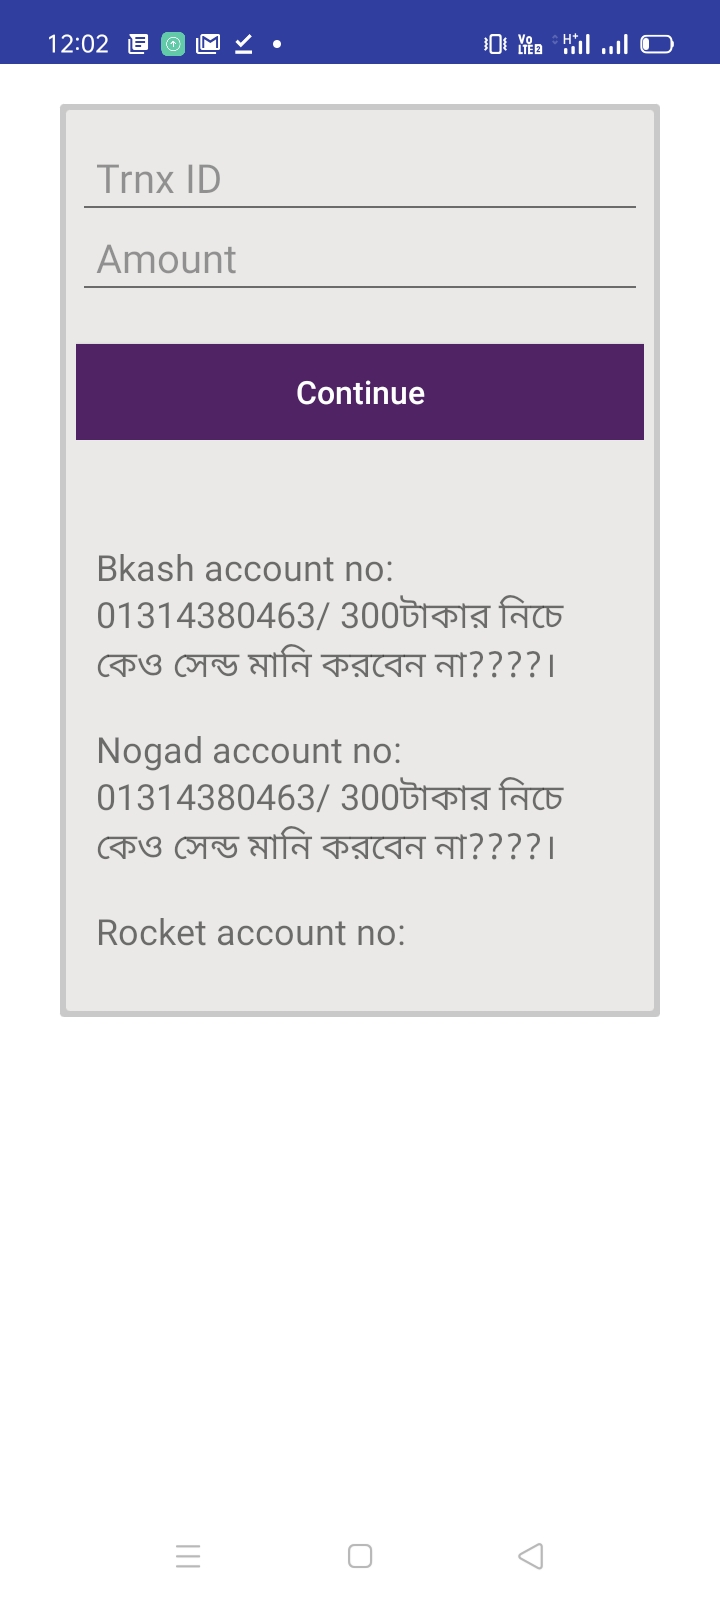 12:02
Trnx ID
Amount
Continue
Bkash account no:
01314380463/ 300টাকার নিচে
কেও সেন্ড মানি করবেন না????।
Nogad account no:
01314380463/ 300টাকার নিচে
কেও সেন্ড মানি করবেন না????।
Rocket account no: